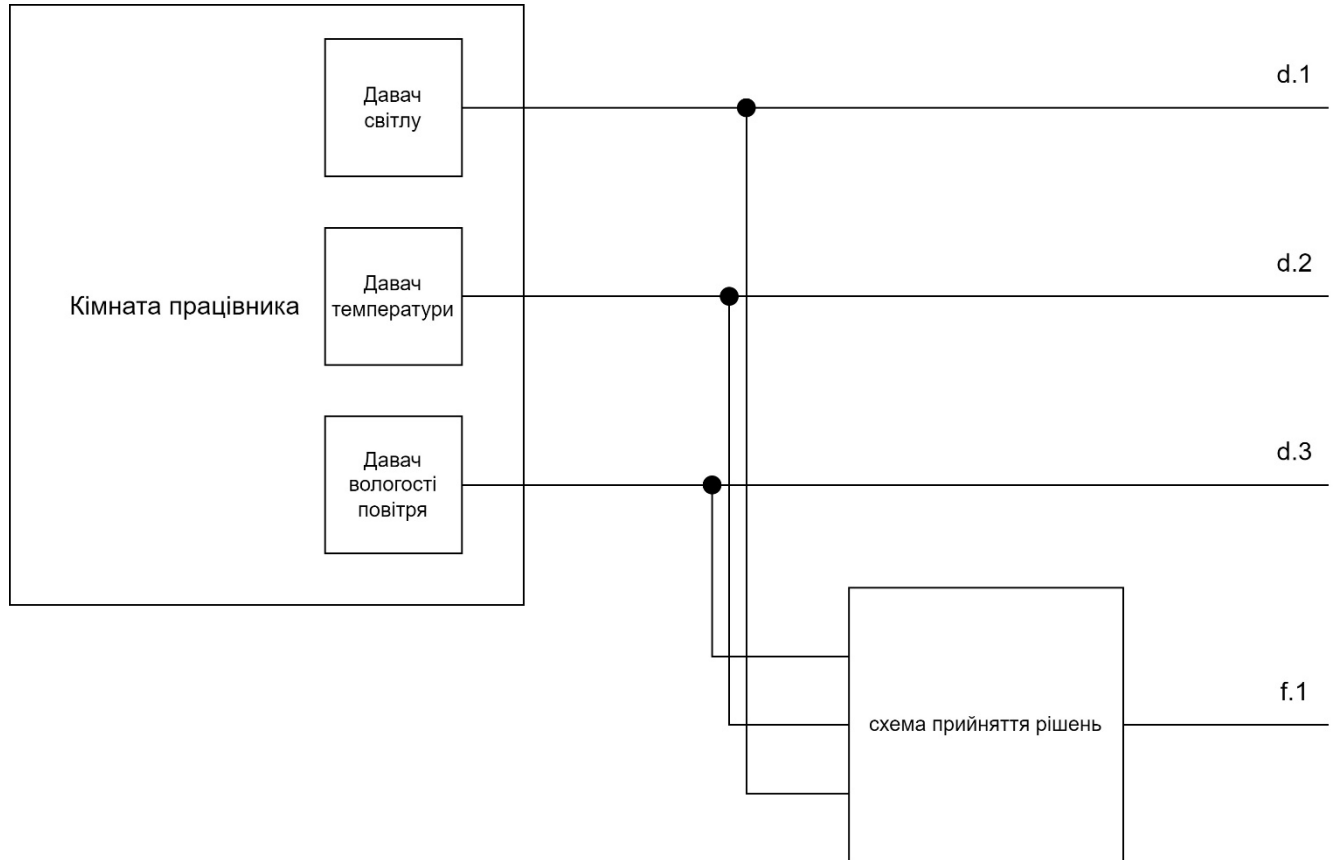 Давач
світлу
d.1
Кімната працівника
Давач
температури
d.2
Давач
вологості
повітря
d.3
схема прийняття рішень
f.1